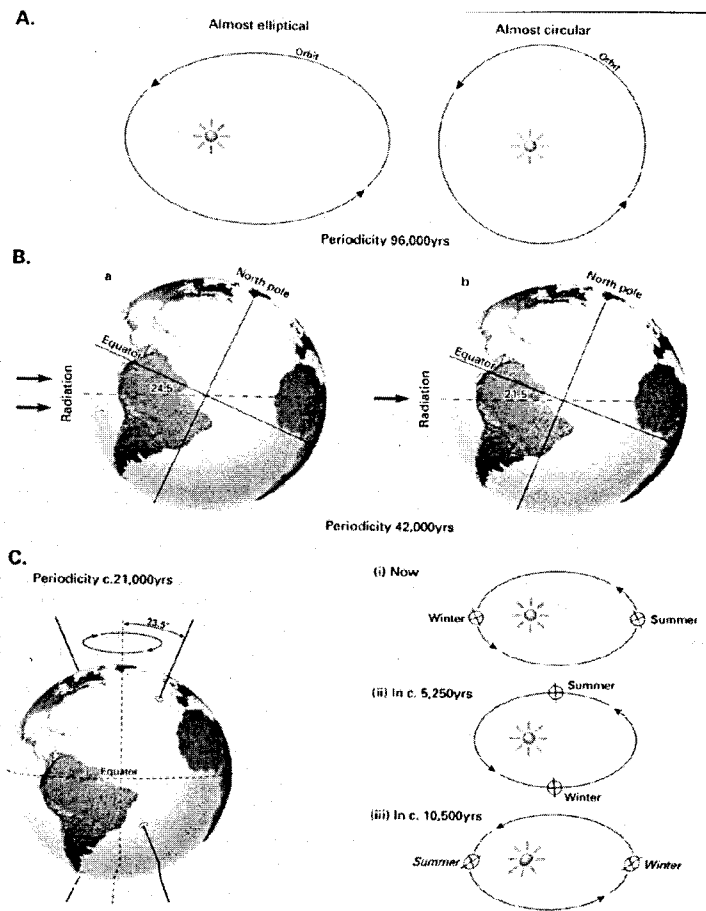 A.
Almost elliptical
Almost circular
Orbit
Orbit
Periodicity 96,000yrs
B.
a
North pole
Equator
24.5
Radiation
b
North pole
Equator
21.5
Radiation
Periodicity 42,000yrs
C.
Periodicity c.21,000yrs
23.5°
Equator
(i) Now
Winter
Summer
(ii) In c. 5,250yrs
Summer
Winter
(iii) In c. 10,500yrs
Summer
Winter